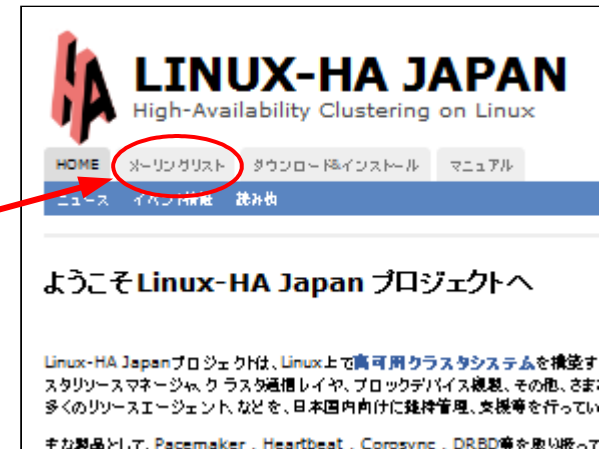 HA
LINUX-HA JAPAN
High-Availability Clustering on Linux
HOME メーリングリスト ダウンロード&インストール マニュアル
ニュース イベント情報 読み物
ようこそLinux-HA Japan プロジェクトへ
Linux-HA Japanプロジェクトは、Linux上で高可用クラスタシステムを構築す
スタリソースマネージャ、クラスタ通信レイヤ、ブロックデバイス複製、その他、さま
多くのリソースエージェント、などを、日本国内向けに維持管理、支援等を行ってい
主な製品として、Pacemaker , Heartbeat , Corosync , DRBD等を取り扱って